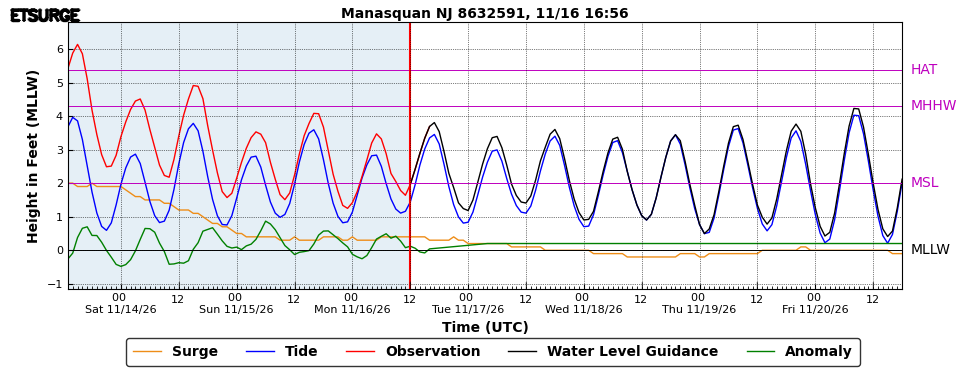 ETSURGE
Manasquan NJ 8632591, 11/16 16:56
Height in Feet (MLLW)
6
5
4
3
2
1
0
−1
HAT
MHHW
MSL
MLLW
00 12 00 12 00 12 00 12 00 12 00 12 00 12
Sat 11/14/26 Sun 11/15/26 Mon 11/16/26 Tue 11/17/26 Wed 11/18/26 Thu 11/19/26 Fri 11/20/26
Time (UTC)
Surge Tide Observation Water Level Guidance Anomaly